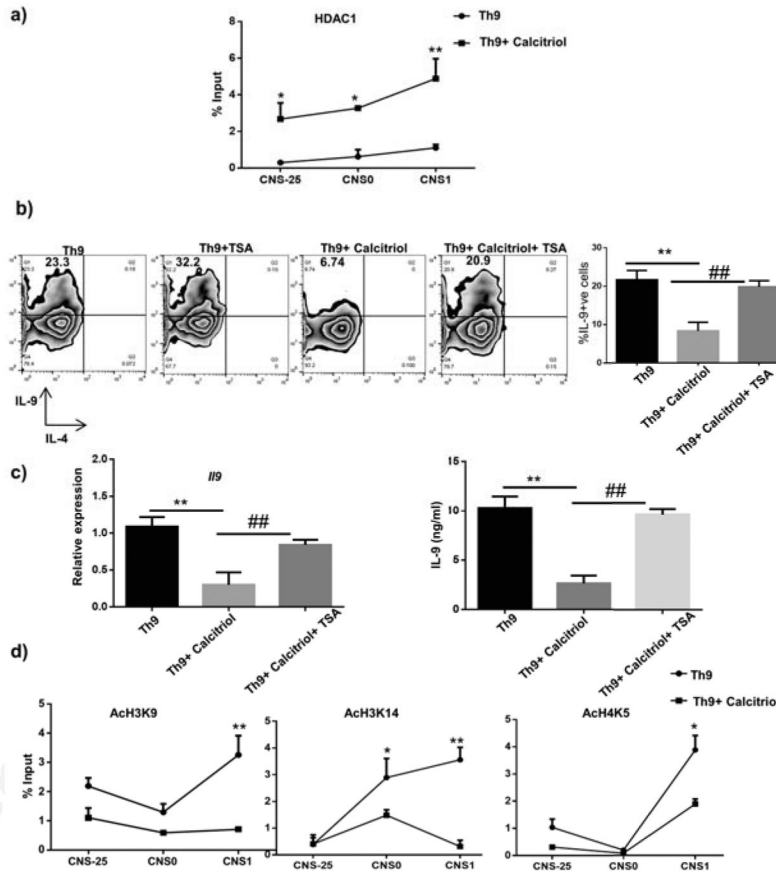 a)
HDAC1
Th9
Th9+ Calcitriol
% Input
6
4
2
0
*
*
**
CNS-25
CNS0
CNS1
b)
Th9
23.3
Th9+TSA
32.2
Th9+ Calcitriol
6.74
Th9+ Calcitriol+ TSA
20.9
IL-9
IL-4
%IL-9+ve cells
30
20
10
0
**
##
Th9
Th9+ Calcitriol
Th9+ Calcitriol+ TSA
c)
Il9
Relative expression
2.0
1.5
1.0
0.5
0.0
**
##
Th9
Th9+ Calcitriol
Th9+ Calcitriol+ TSA
IL-9 (ng/ml)
15
10
5
0
**
##
Th9
Th9+ Calcitriol
Th9+ Calcitriol+ TSA
d)
Th9
Th9+ Calcitriol
AcH3K9
% Input
5
4
3
2
1
0
**
CNS-25
CNS0
CNS1
AcH3K14
5
4
3
2
1
0
*
**
CNS-25
CNS0
CNS1
AcH4K5
5
4
3
2
1
0
*
CNS-25
CNS0
CNS1